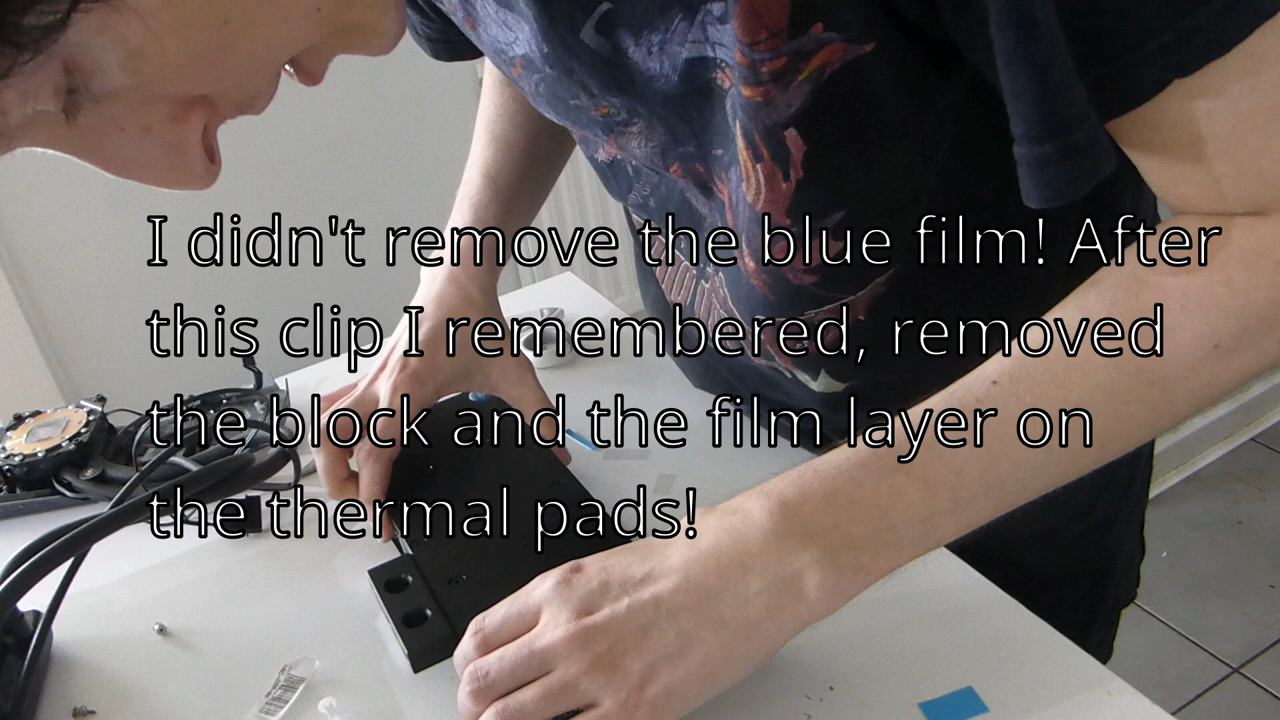 I didn't remove the blue film! After
this clip I remembered, removed
the block and the film layer on
the thermal pads!